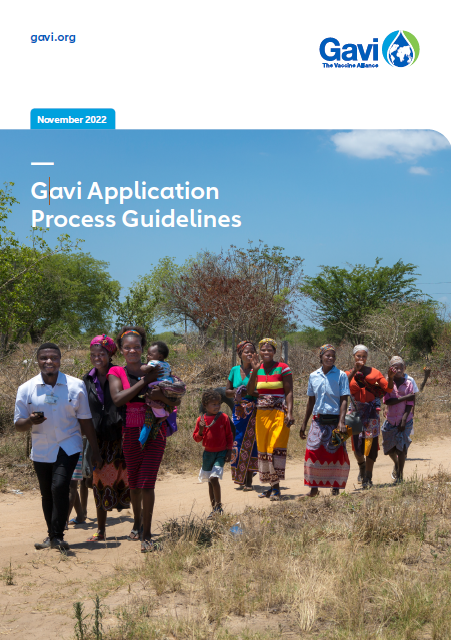 gavi.org
Gavi
The Vaccine Alliance
November 2022
Gavi Application
Process Guidelines